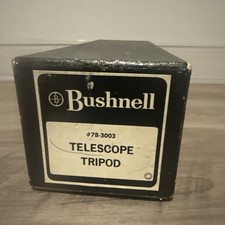 Bushnell
#78-3003
TELESCOPE
TRIPOD